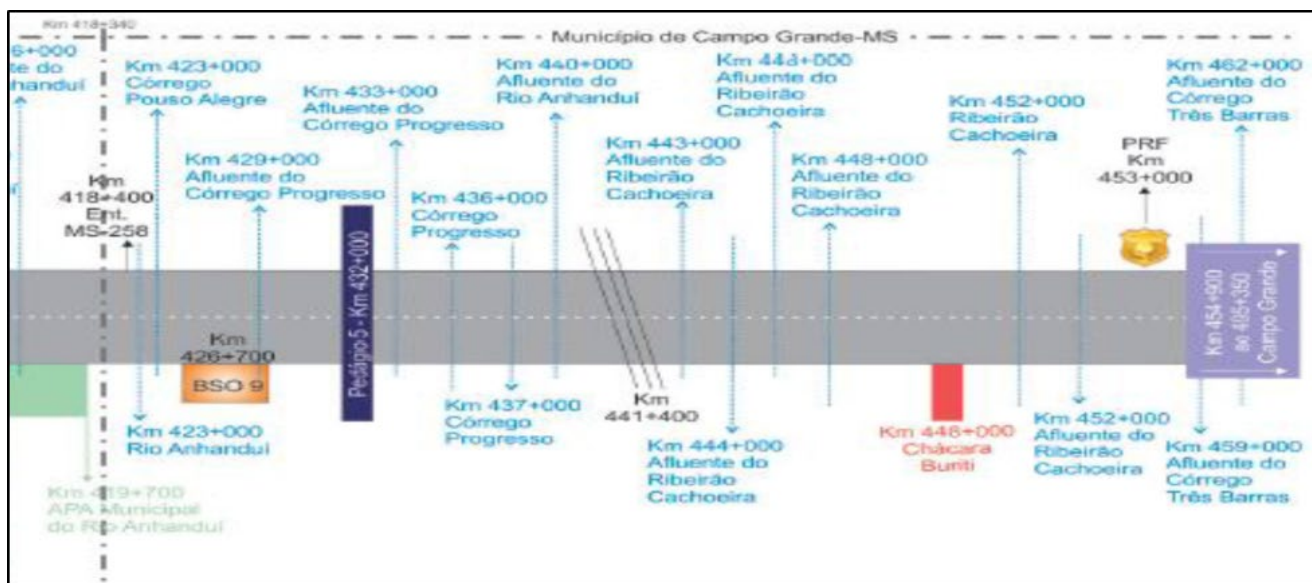 Km 418+340
Município de Campo Grande-MS
6+000
te do
handuí
Km 423+000
Córrego
Pouso Alegre
Km 433+000
Afluente do
Córrego Progresso
Km 440+000
Afluente do
Rio Anhanduí
Afluente do
Ribeirão
Cachoeira
Km 462+000
Afluente do
Córrego
Três Barras
Km 452+000
Ribeirão
Cachoeira
Km 429+000
Afluente do
Córrego Progresso
Km 443+000
Afluente do
Ribeirão
Cachoeira
PRF
Km
453+000
Km
418+400
Ent.
MS-258
Km 436+000
Córrego
Progresso
Km 448+000
Afluente do
Ribeirão
Cachoeira
Pedágio 5 - Km 432+000
Km 454+900
ao 485+350
Campo Grande
Km
426+700
BSO 9
Km
441+400
Km 437+000
Córrego
Progresso
Km 423+000
Rio Anhanduí
Km 444+000
Afluente do
Ribeirão
Cachoeira
Km 448+000
Chácara
Buriti
Km 452+000
Afluente do
Ribeirão
Cachoeira
Km 459+000
Afluente do
Córrego
Três Barras
Km 419+700
APA Municipal
do Rio Anhanduí